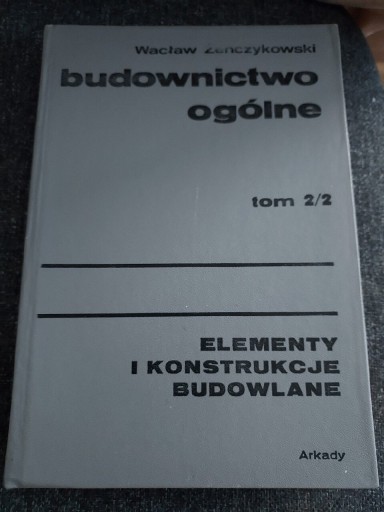 Wacław Żenczykowski
budownictwo
ogólne
tom 2/2
ELEMENTY
I KONSTRUKCJE
BUDOWLANE
Arkady